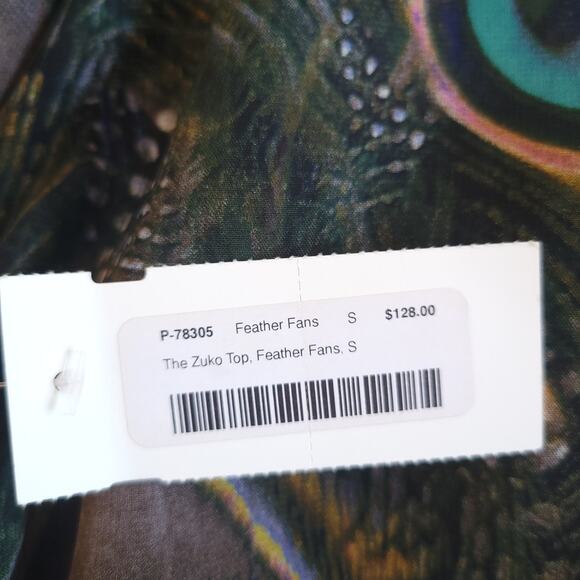 P-78305 Feather Fans S $128.00
The Zuko Top, Feather Fans, S